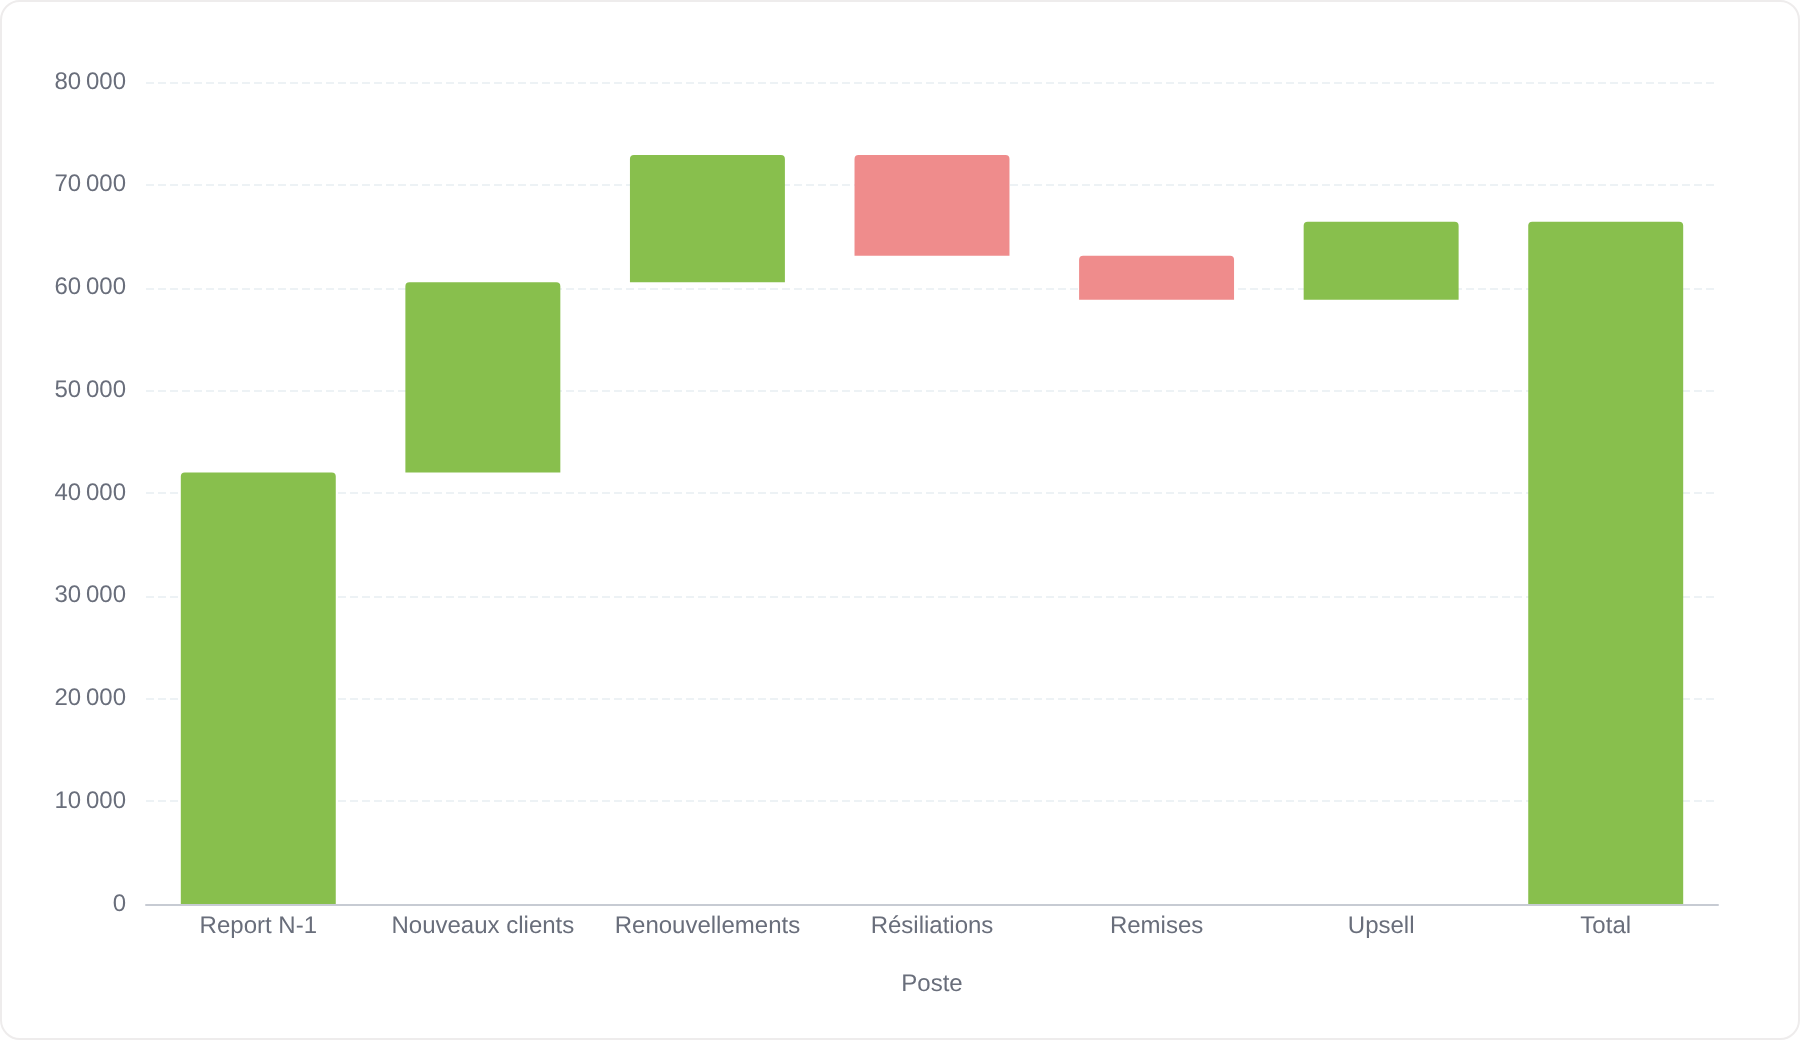 80 000
70 000
60 000
50 000
40 000
30 000
20 000
10 000
0
Report N-1
Nouveaux clients
Renouvellements
Résiliations
Remises
Upsell
Total
Poste